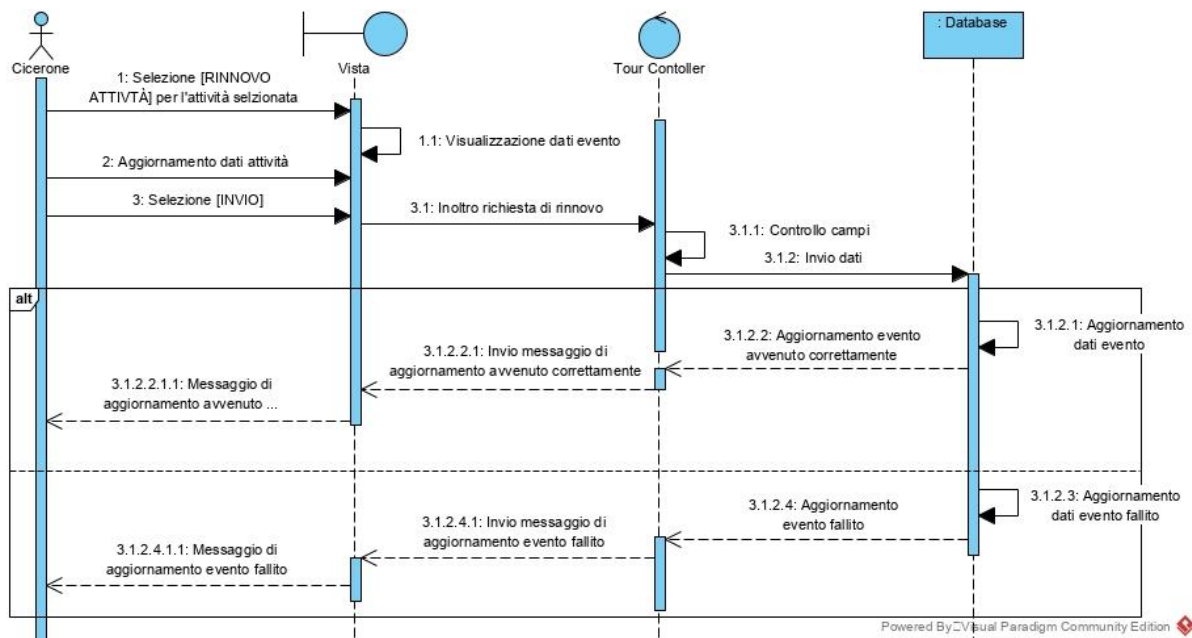 : Database
Cicerone
Vista
Tour Contoller
1: Selezione [RINNOVO
ATTIVTÀ] per l'attività selzionata
1.1: Visualizzazione dati evento
2: Aggiornamento dati attività
3: Selezione [INVIO]
3.1: Inoltro richiesta di rinnovo
3.1.1: Controllo campi
3.1.2: Invio dati
alt
3.1.2.1: Aggiornamento
dati evento
3.1.2.2: Aggiornamento evento
avvenuto correttamente
3.1.2.2.1: Invio messaggio di
aggiornamento avvenuto correttamente
3.1.2.2.1.1: Messaggio di
aggiornamento avvenuto ...
3.1.2.3: Aggiornamento
dati evento fallito
3.1.2.4: Aggiornamento
evento fallito
3.1.2.4.1: Invio messaggio di
aggiornamento evento fallito
3.1.2.4.1.1: Messaggio di
aggiornamento evento fallito
Powered By Visual Paradigm Community Edition